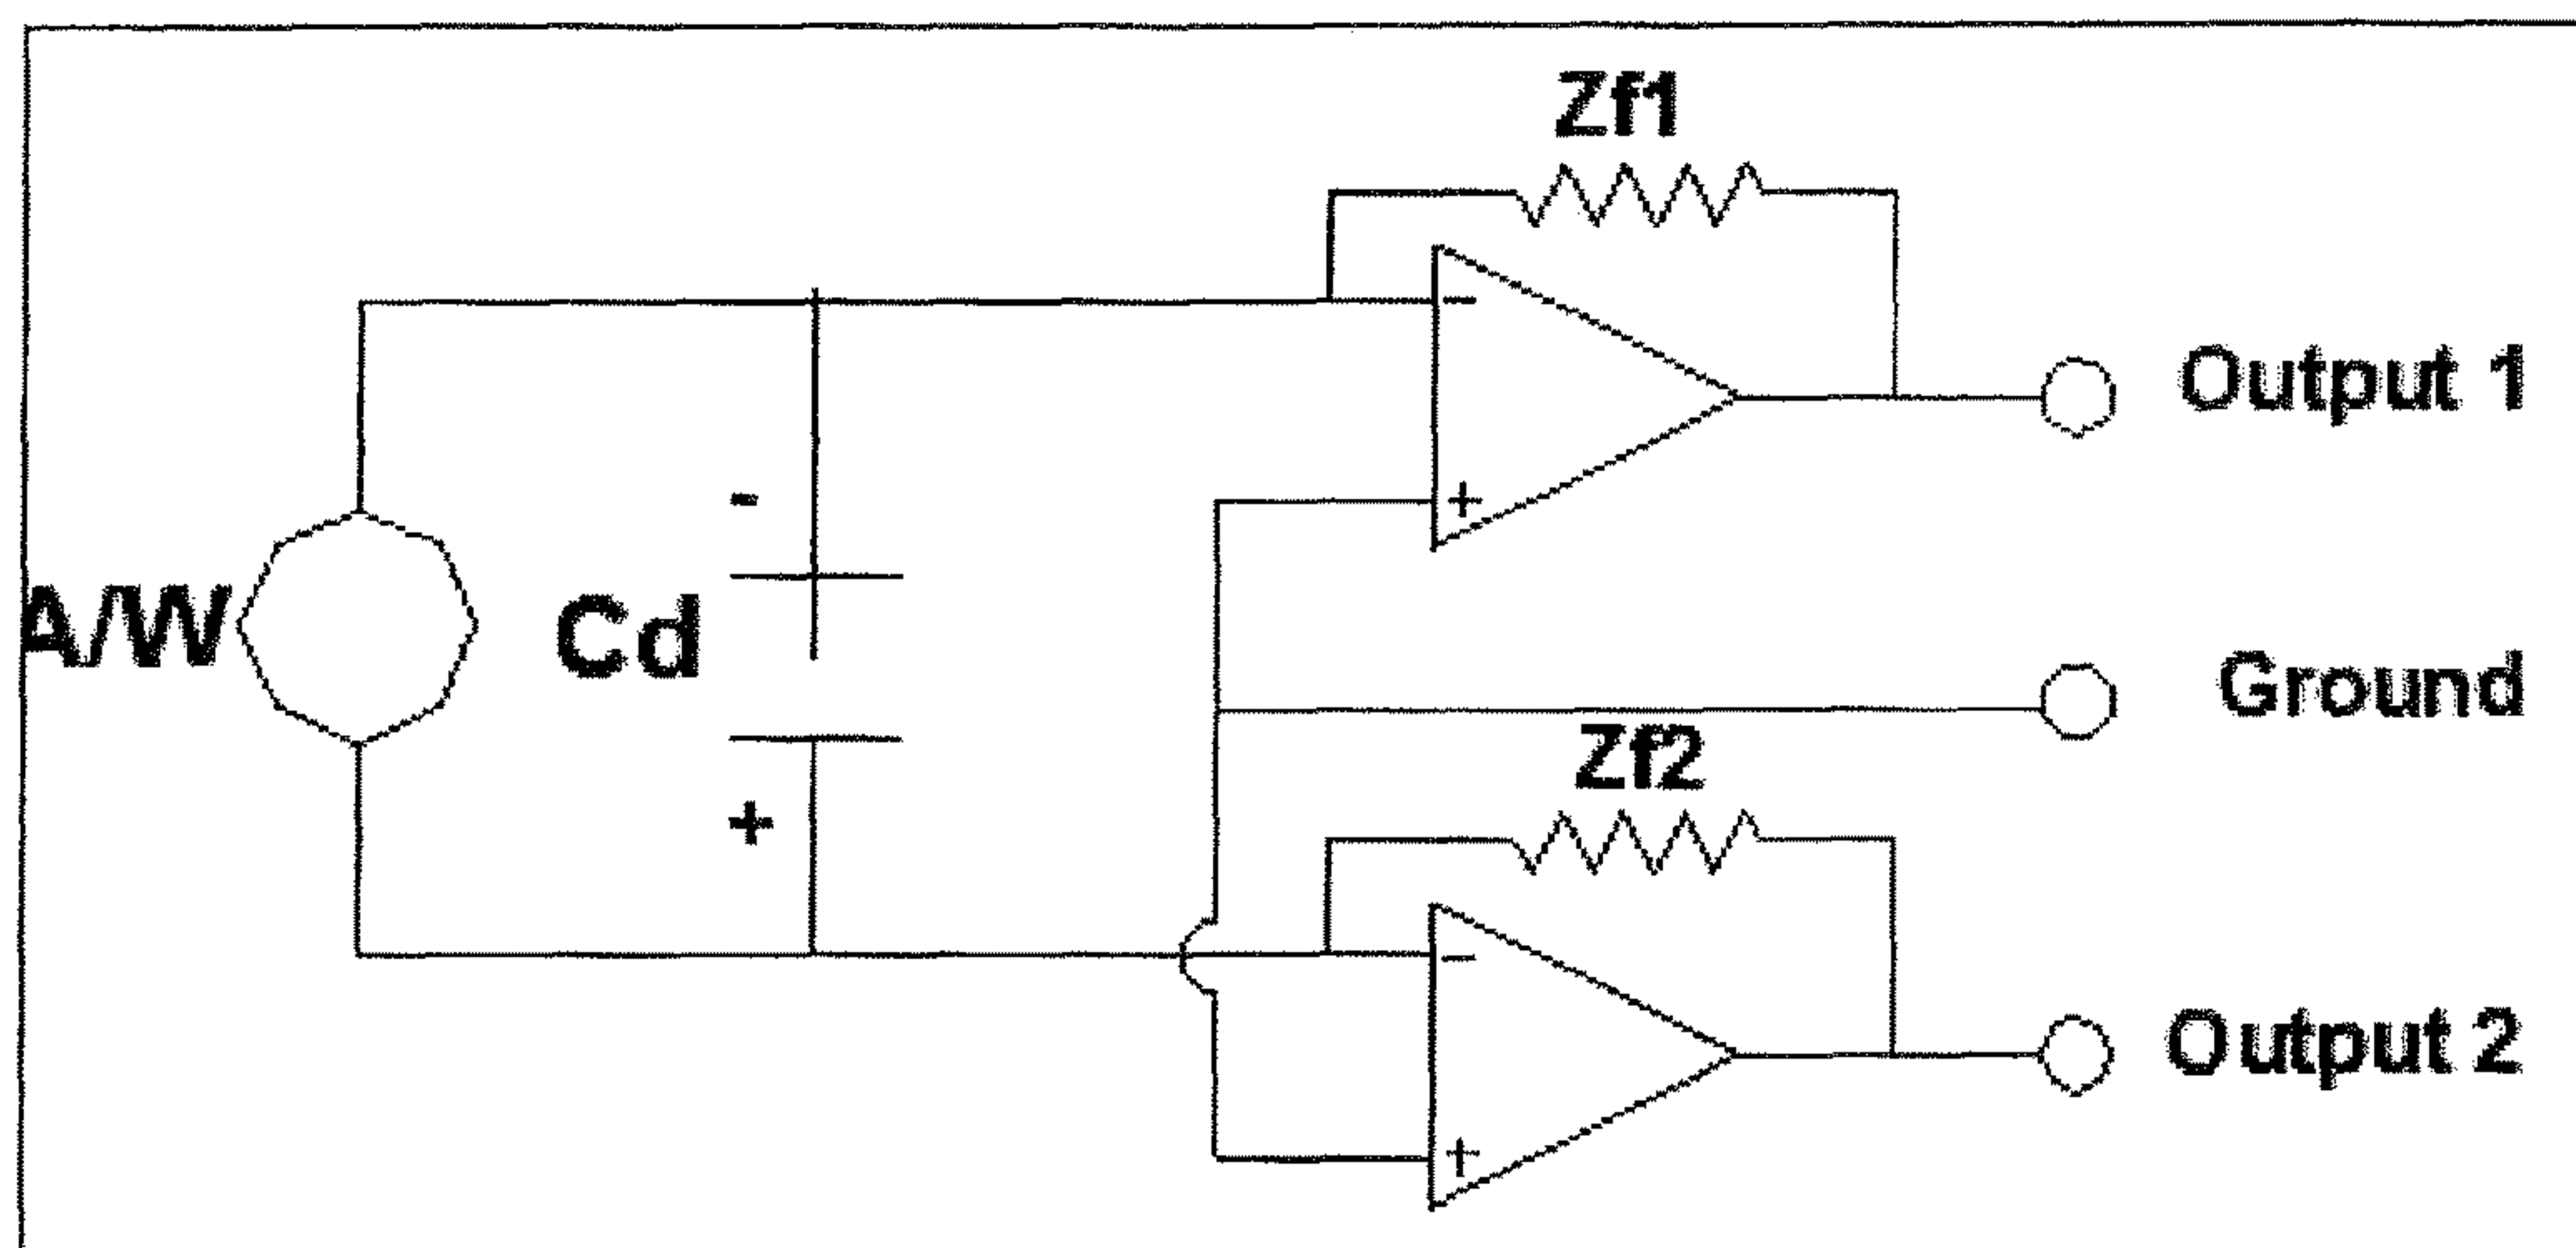 Zf1
-
Output 1
-
+
A/W
Cd
Ground
Zf2
+
-
Output 2
+